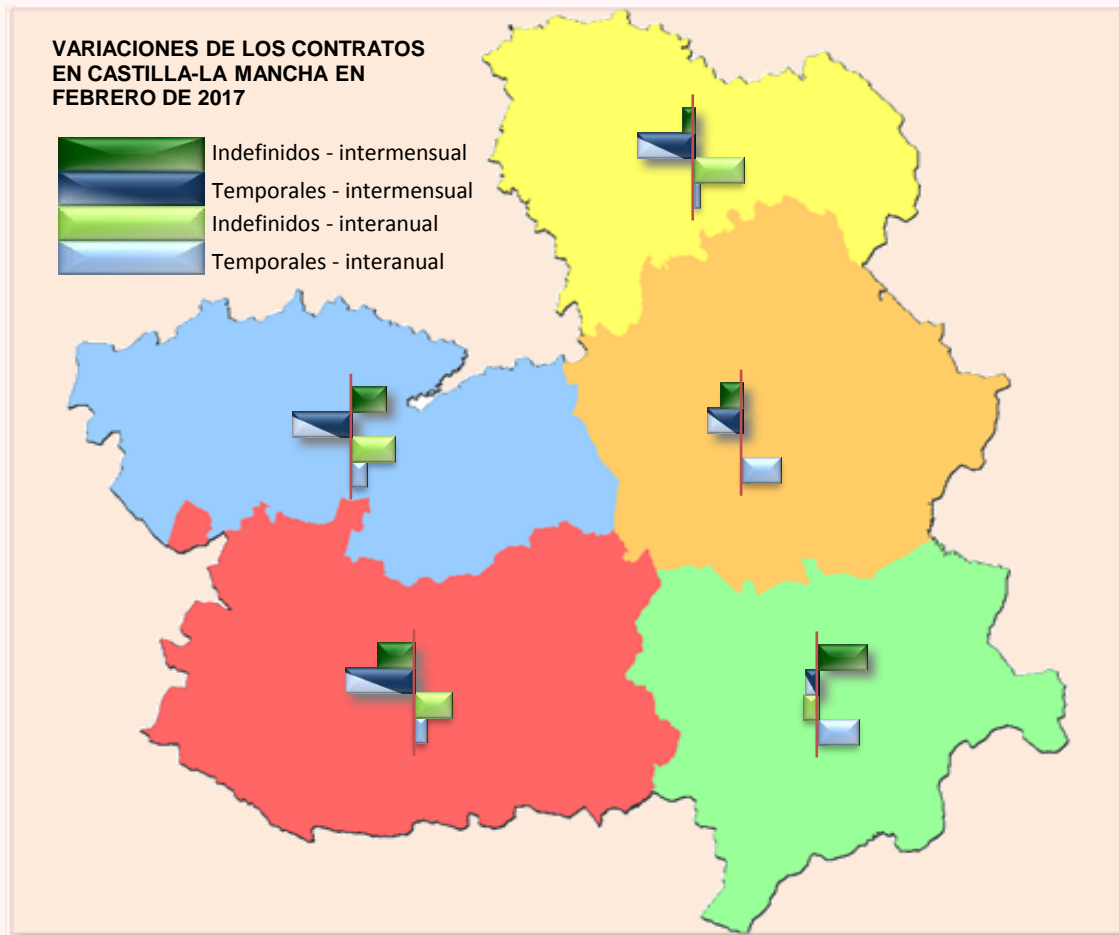 VARIACIONES DE LOS CONTRATOS
EN CASTILLA-LA MANCHA EN
FEBRERO DE 2017
Indefinidos - intermensual
Temporales - intermensual
Indefinidos - interanual
Temporales - interanual